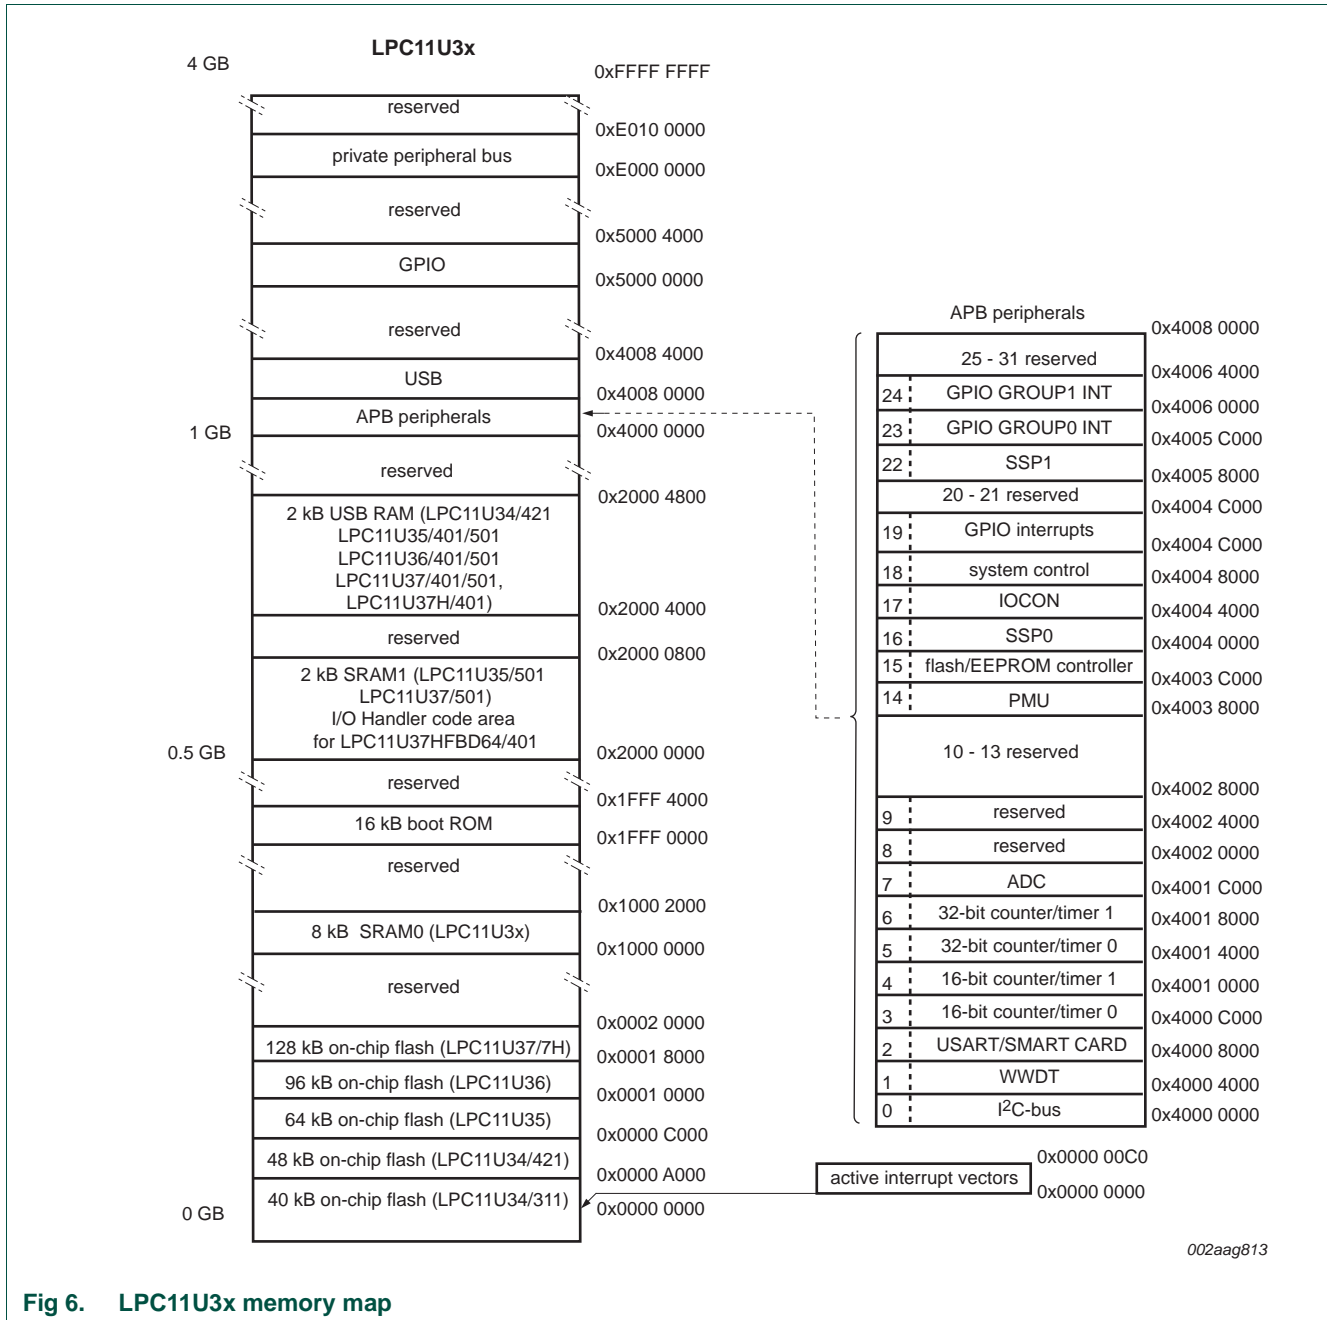 LPC11U3x
4 GB
0xFFFF FFFF
reserved
0xE010 0000
private peripheral bus
0xE000 0000
reserved
0x5000 4000
GPIO
0x5000 0000
reserved
0x4008 4000
USB
0x4008 0000
APB peripherals
1 GB
0x4000 0000
reserved
0x2000 4800
2 kB USB RAM (LPC11U34/421
LPC11U35/401/501
LPC11U36/401/501
LPC11U37/401/501,
LPC11U37H/401)
0x2000 4000
reserved
0x2000 0800
2 kB SRAM1 (LPC11U35/501
LPC11U37/501)
I/O Handler code area
for LPC11U37HFBD64/401
0.5 GB
0x2000 0000
reserved
0x1FFF 4000
16 kB boot ROM
0x1FFF 0000
reserved
0x1000 2000
8 kB SRAM0 (LPC11U3x)
0x1000 0000
reserved
0x0002 0000
128 kB on-chip flash (LPC11U37/7H)
0x0001 8000
96 kB on-chip flash (LPC11U36)
0x0001 0000
64 kB on-chip flash (LPC11U35)
0x0000 C000
48 kB on-chip flash (LPC11U34/421)
0x0000 A000
40 kB on-chip flash (LPC11U34/311)
0 GB
0x0000 0000
APB peripherals
0x4008 0000
25 - 31 reserved
0x4006 4000
24 GPIO GROUP1 INT
0x4006 0000
23 GPIO GROUP0 INT
0x4005 C000
22 SSP1
0x4005 8000
20 - 21 reserved
0x4004 C000
19 GPIO interrupts
0x4004 C000
18 system control
0x4004 8000
17 IOCON
0x4004 4000
16 SSP0
0x4004 0000
15 flash/EEPROM controller
0x4003 C000
14 PMU
0x4003 8000
10 - 13 reserved
0x4002 8000
9 reserved
0x4002 4000
8 reserved
0x4002 0000
7 ADC
0x4001 C000
6 32-bit counter/timer 1
0x4001 8000
5 32-bit counter/timer 0
0x4001 4000
4 16-bit counter/timer 1
0x4001 0000
3 16-bit counter/timer 0
0x4000 C000
2 USART/SMART CARD
0x4000 8000
1 WWDT
0x4000 4000
0 I2C-bus
0x4000 0000
0x0000 00C0
active interrupt vectors
0x0000 0000
002aag813
Fig 6. LPC11U3x memory map